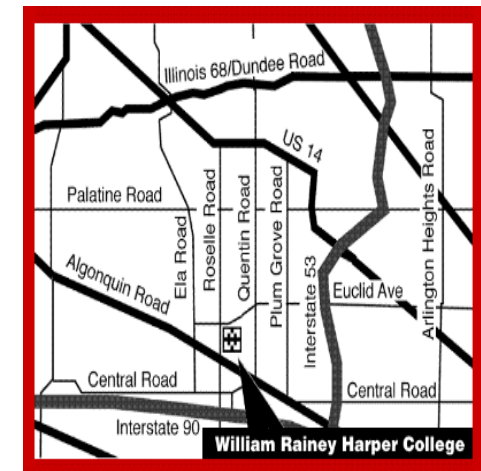 Illinois 68/Dundee Road
US 14
Palatine Road
Ela Road
Roselle Road
Quentin Road
Plum Grove Road
Interstate 53
Arlington Heights Road
Algonquin Road
Euclid Ave
Central Road
Central Road
Interstate 90
William Rainey Harper College